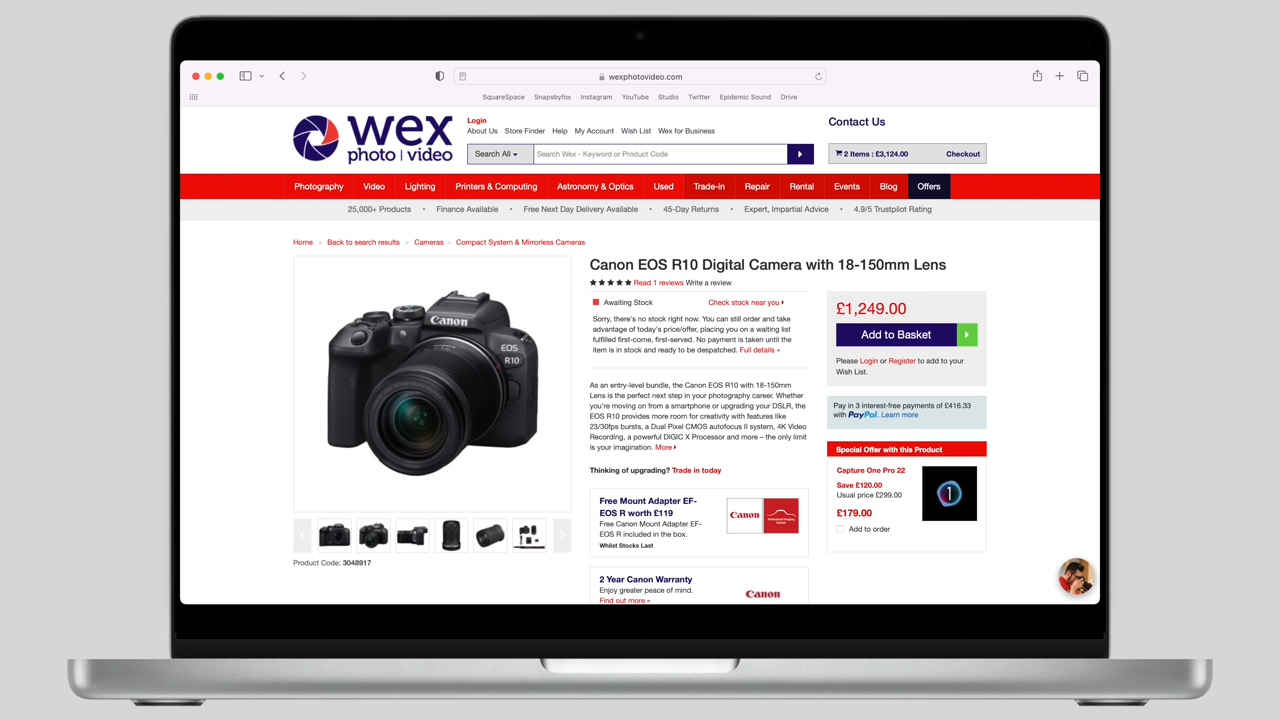 wexphotovideo.com
SquareSpace Snapsbyfox Instagram YouTube Studio Twitter Epidemic Sound Drive
wex
photo | video
Login
About Us Store Finder Help My Account Wish List Wex for Business
Contact Us
Search All Search Wex - Keyword or Product Code
2 Items : £3,124.00 Checkout
Photography Video Lighting Printers & Computing Astronomy & Optics Used Trade-in Repair Rental Events Blog Offers
25,000+ Products • Finance Available • Free Next Day Delivery Available • 45-Day Returns • Expert, Impartial Advice • 4.9/5 Trustpilot Rating
Home > Back to search results > Cameras > Compact System & Mirrorless Cameras
Canon
EOS
R10
Product Code: 3048917
Canon EOS R10 Digital Camera with 18-150mm Lens
Read 1 reviews Write a review
Awaiting Stock Check stock near you
Sorry, there's no stock right now. You can still order and take
advantage of today's price/offer, placing you on a waiting list
fulfilled first-come, first-served. No payment is taken until the
item is in stock and ready to be despatched. Full details »
As an entry-level bundle, the Canon EOS R10 with 18-150mm
Lens is the perfect next step in your photography career. Whether
you're moving on from a smartphone or upgrading your DSLR, the
EOS R10 provides more room for creativity with features like
23/30fps bursts, a Dual Pixel CMOS autofocus II system, 4K Video
Recording, a powerful DIGIC X Processor and more – the only limit
is your imagination. More
Thinking of upgrading? Trade in today
Free Mount Adapter EF-
EOS R worth £119
Free Canon Mount Adapter EF-
EOS R included in the box.
Whilst Stocks Last
Canon
2 Year Canon Warranty
Enjoy greater peace of mind.
Find out more »
Canon
£1,249.00
Add to Basket
Please Login or Register to add to your
Wish List.
Pay in 3 interest-free payments of £416.33
with PayPal. Learn more
Special Offer with this Product
Capture One Pro 22
Save £120.00
Usual price £299.00
£179.00
Add to order
1